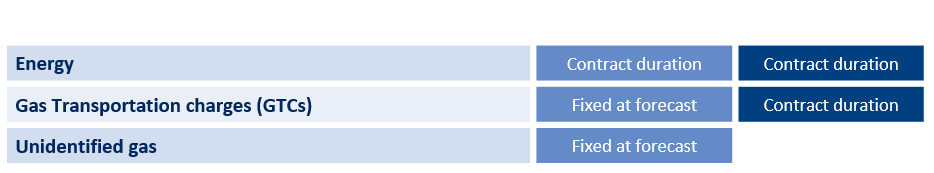 Energy Contract duration Contract duration
Gas Transportation charges (GTCs) Fixed at forecast Contract duration
Unidentified gas Fixed at forecast